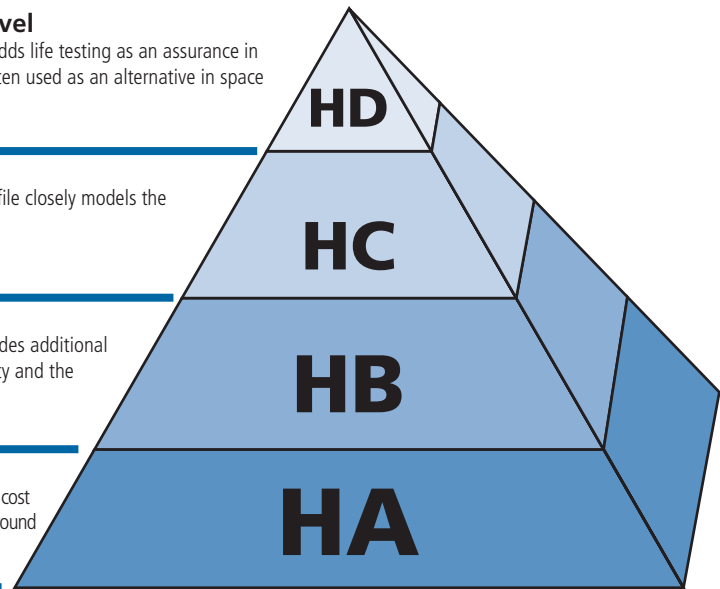 vel
dds life testing as an assurance in
ten used as an alternative in space
HD
file closely models the
HC
des additional
y and the
HB
cost
ound
HA